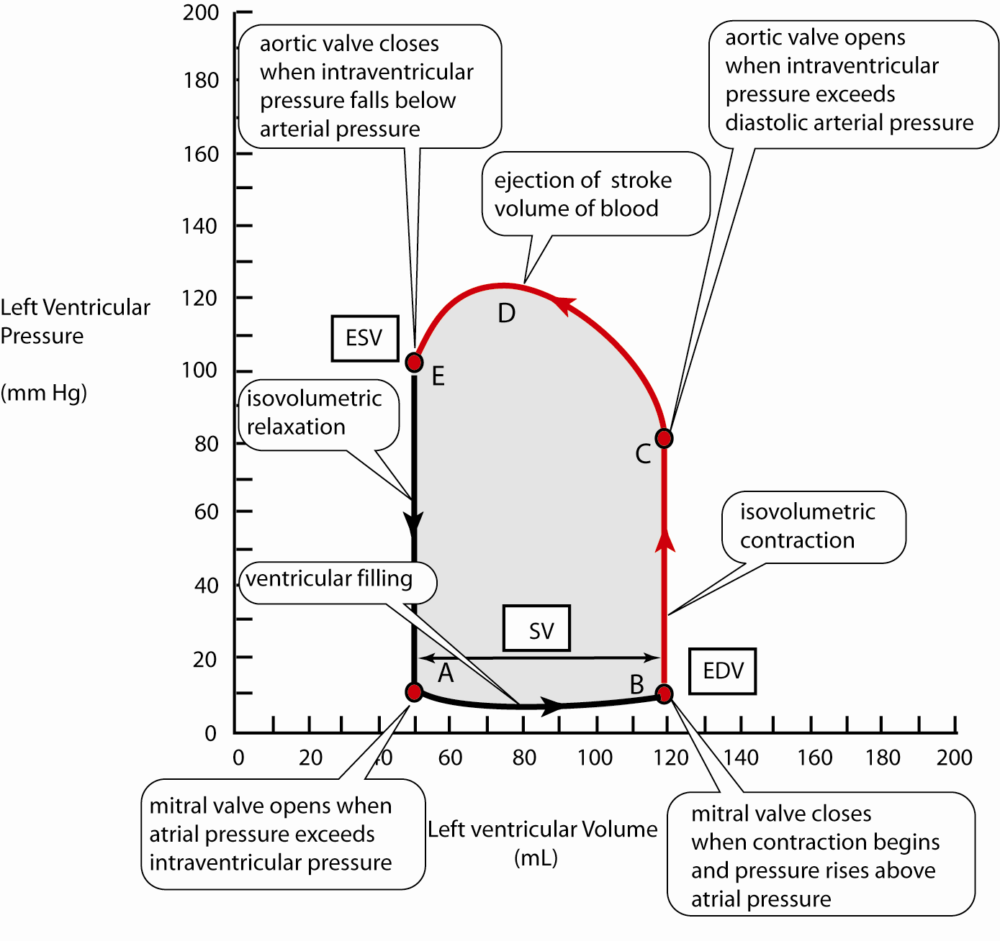 200
180
160
140
120
100
80
60
40
20
0
aortic valve closes
when intraventricular
pressure falls below
arterial pressure
aortic valve opens
when intraventricular
pressure exceeds
diastolic arterial pressure
ejection of stroke
volume of blood
Left Ventricular
Pressure
(mm Hg)
ESV
D
E
isovolumetric
relaxation
C
isovolumetric
contraction
ventricular filling
SV
A
B
EDV
0 20 40 60 80 100 120 140 160 180 200
mitral valve opens when
atrial pressure exceeds
intraventricular pressure
Left ventricular Volume
(mL)
mitral valve closes
when contraction begins
and pressure rises above
atrial pressure